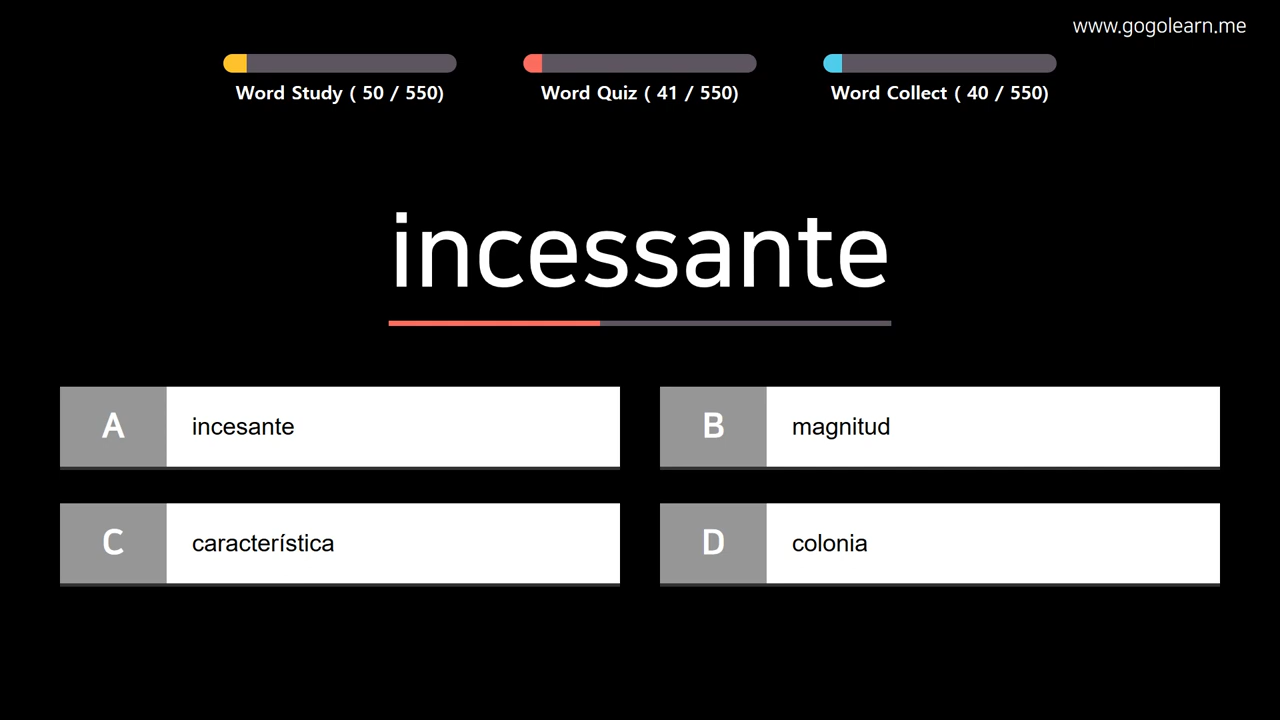 www.gogolearn.me
Word Study ( 50 / 550)
Word Quiz ( 41 / 550)
Word Collect ( 40 / 550)
incessante
A incesante
B magnitud
C característica
D colonia